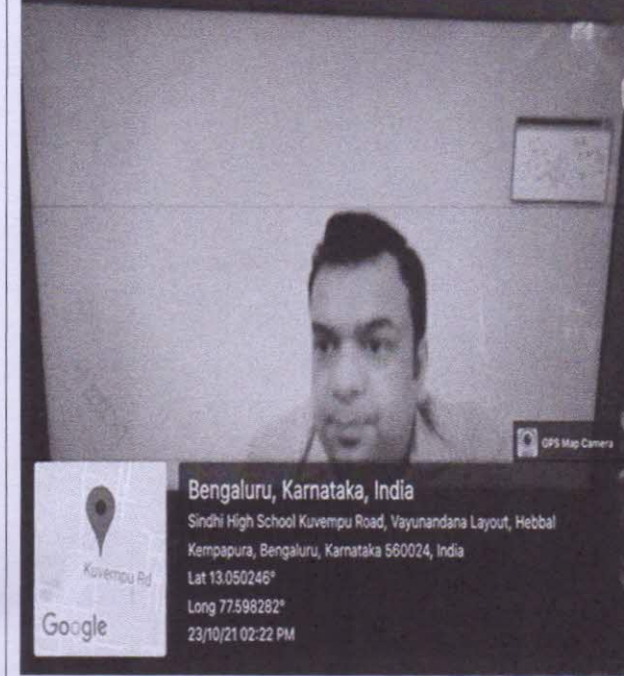 GPS Map Camera
Bengaluru, Karnataka, India
Sindhi High School Kuvempu Road, Vayunandana Layout, Hebbal
Kempapura, Bengaluru, Karnataka 560024, India
Lat 13.050246°
Long 77.598282°
23/10/21 02:22 PM
Kuvempu Rd
Google